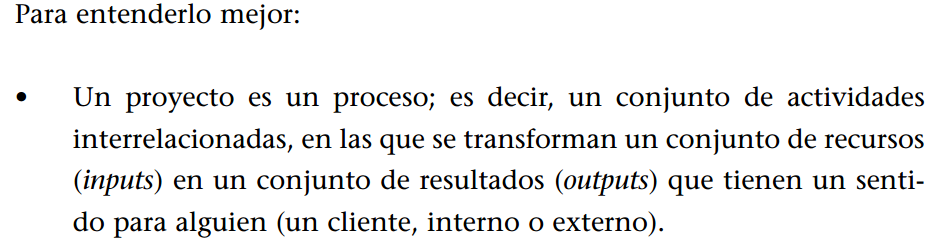 Para entenderlo mejor:
• Un proyecto es un proceso; es decir, un conjunto de actividades
interrelacionadas, en las que se transforman un conjunto de recursos
(inputs) en un conjunto de resultados (outputs) que tienen un senti-
do para alguien (un cliente, interno o externo).